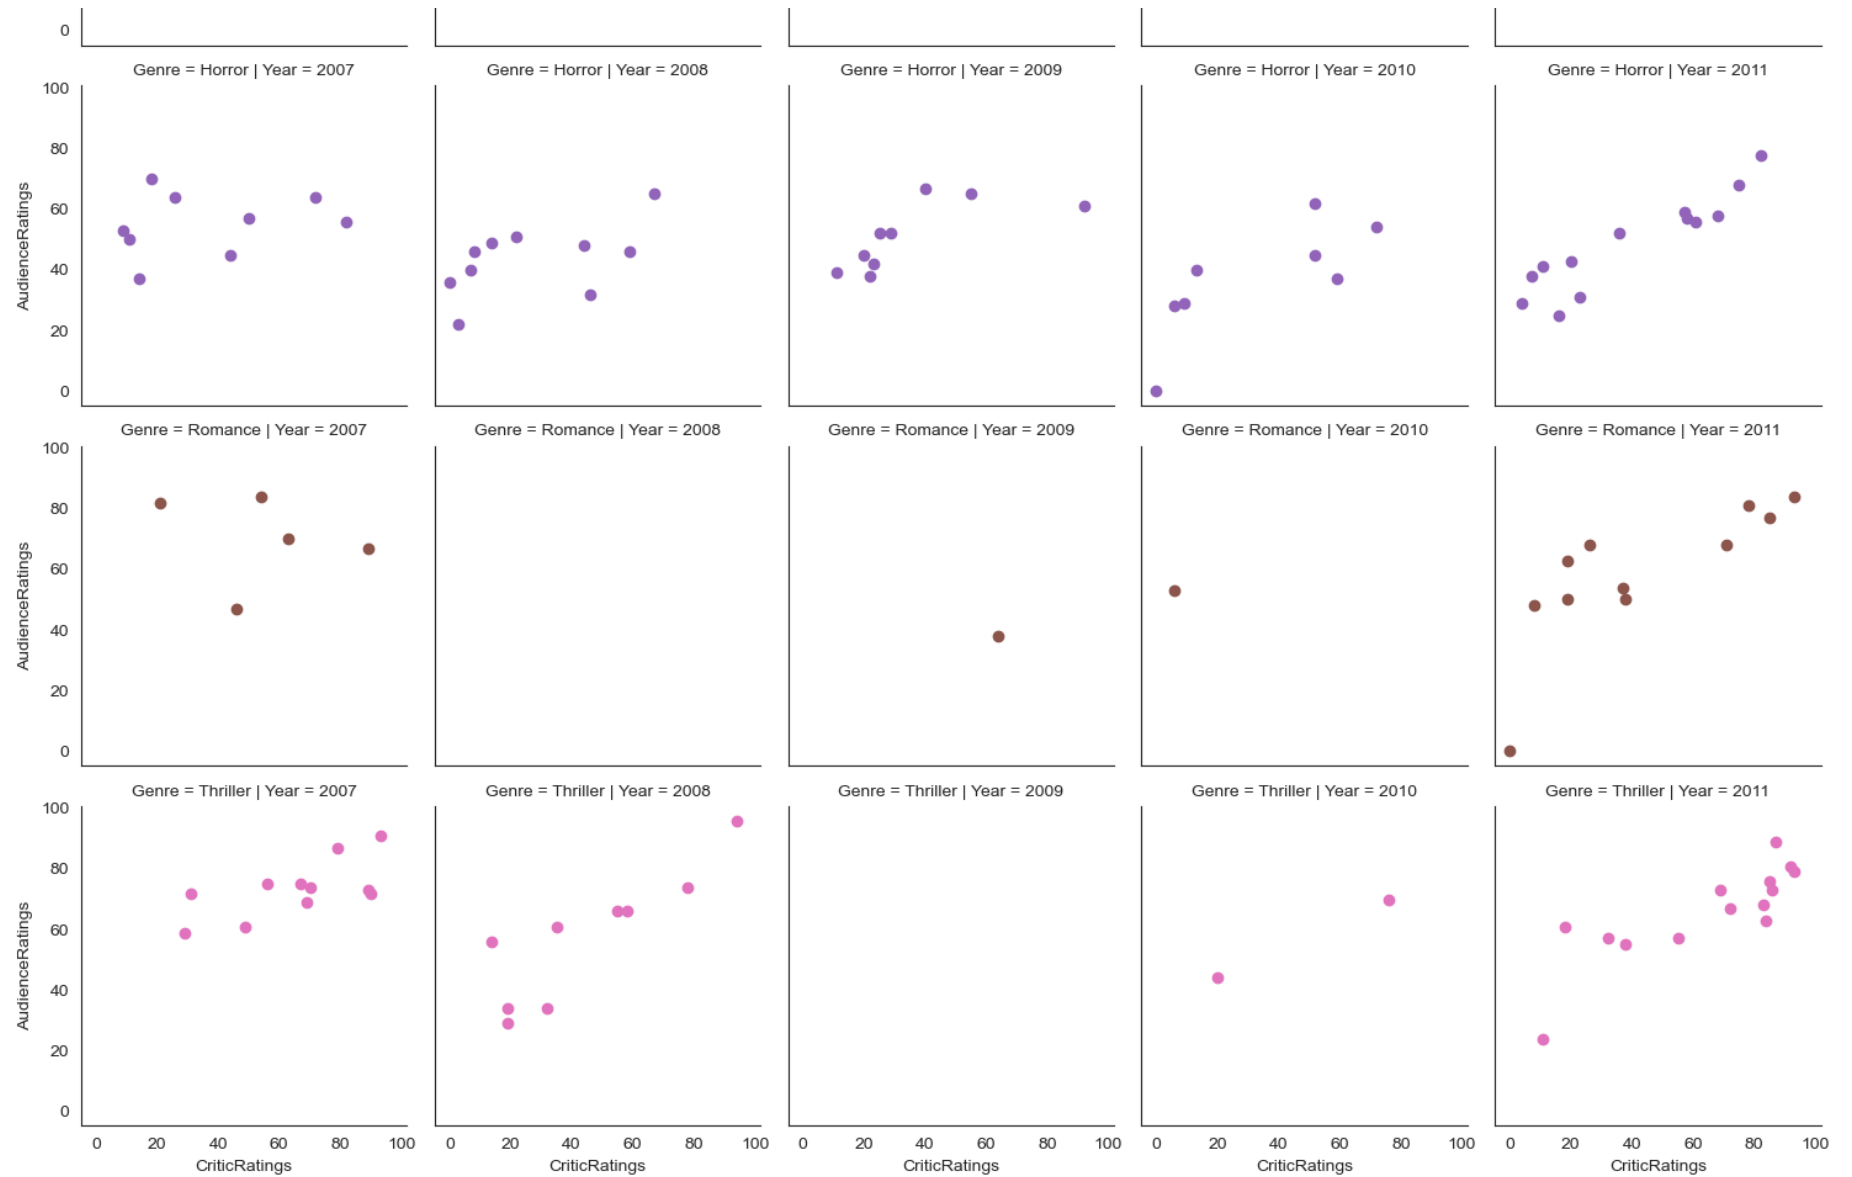 0
Genre = Horror | Year = 2007
Genre = Horror | Year = 2008
Genre = Horror | Year = 2009
Genre = Horror | Year = 2010
Genre = Horror | Year = 2011
100
80
60
40
20
0
AudienceRatings
Genre = Romance | Year = 2007
Genre = Romance | Year = 2008
Genre = Romance | Year = 2009
Genre = Romance | Year = 2010
Genre = Romance | Year = 2011
100
80
60
40
20
0
AudienceRatings
Genre = Thriller | Year = 2007
Genre = Thriller | Year = 2008
Genre = Thriller | Year = 2009
Genre = Thriller | Year = 2010
Genre = Thriller | Year = 2011
100
80
60
40
20
0
AudienceRatings
0 20 40 60 80 100
0 20 40 60 80 100
0 20 40 60 80 100
0 20 40 60 80 100
0 20 40 60 80 100
CriticRatings
CriticRatings
CriticRatings
CriticRatings
CriticRatings